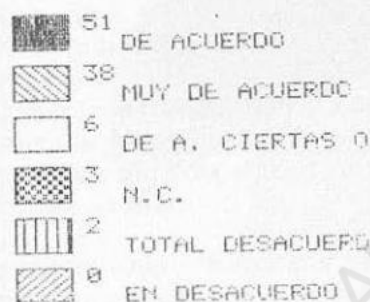 51 DE ACUERDO
38 MUY DE ACUERDO
6 DE A. CIERTAS O
3 N.C.
2 TOTAL DESACUERD
0 EN DESACUERDO